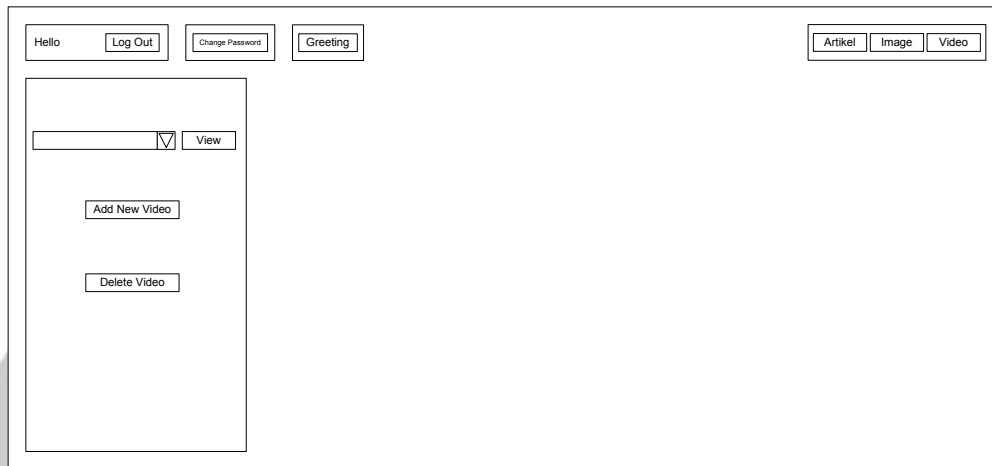 Hello Log Out Change Password Greeting Artikel Image Video
View
Add New Video
Delete Video